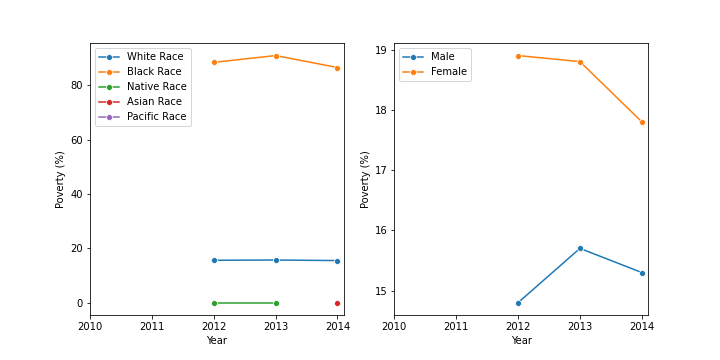 White Race
Black Race
Native Race
Asian Race
Pacific Race
80
60
40
20
0
Poverty (%)
2010 2011 2012 2013 2014
Year
Male
Female
19
18
17
16
15
Poverty (%)
2010 2011 2012 2013 2014
Year